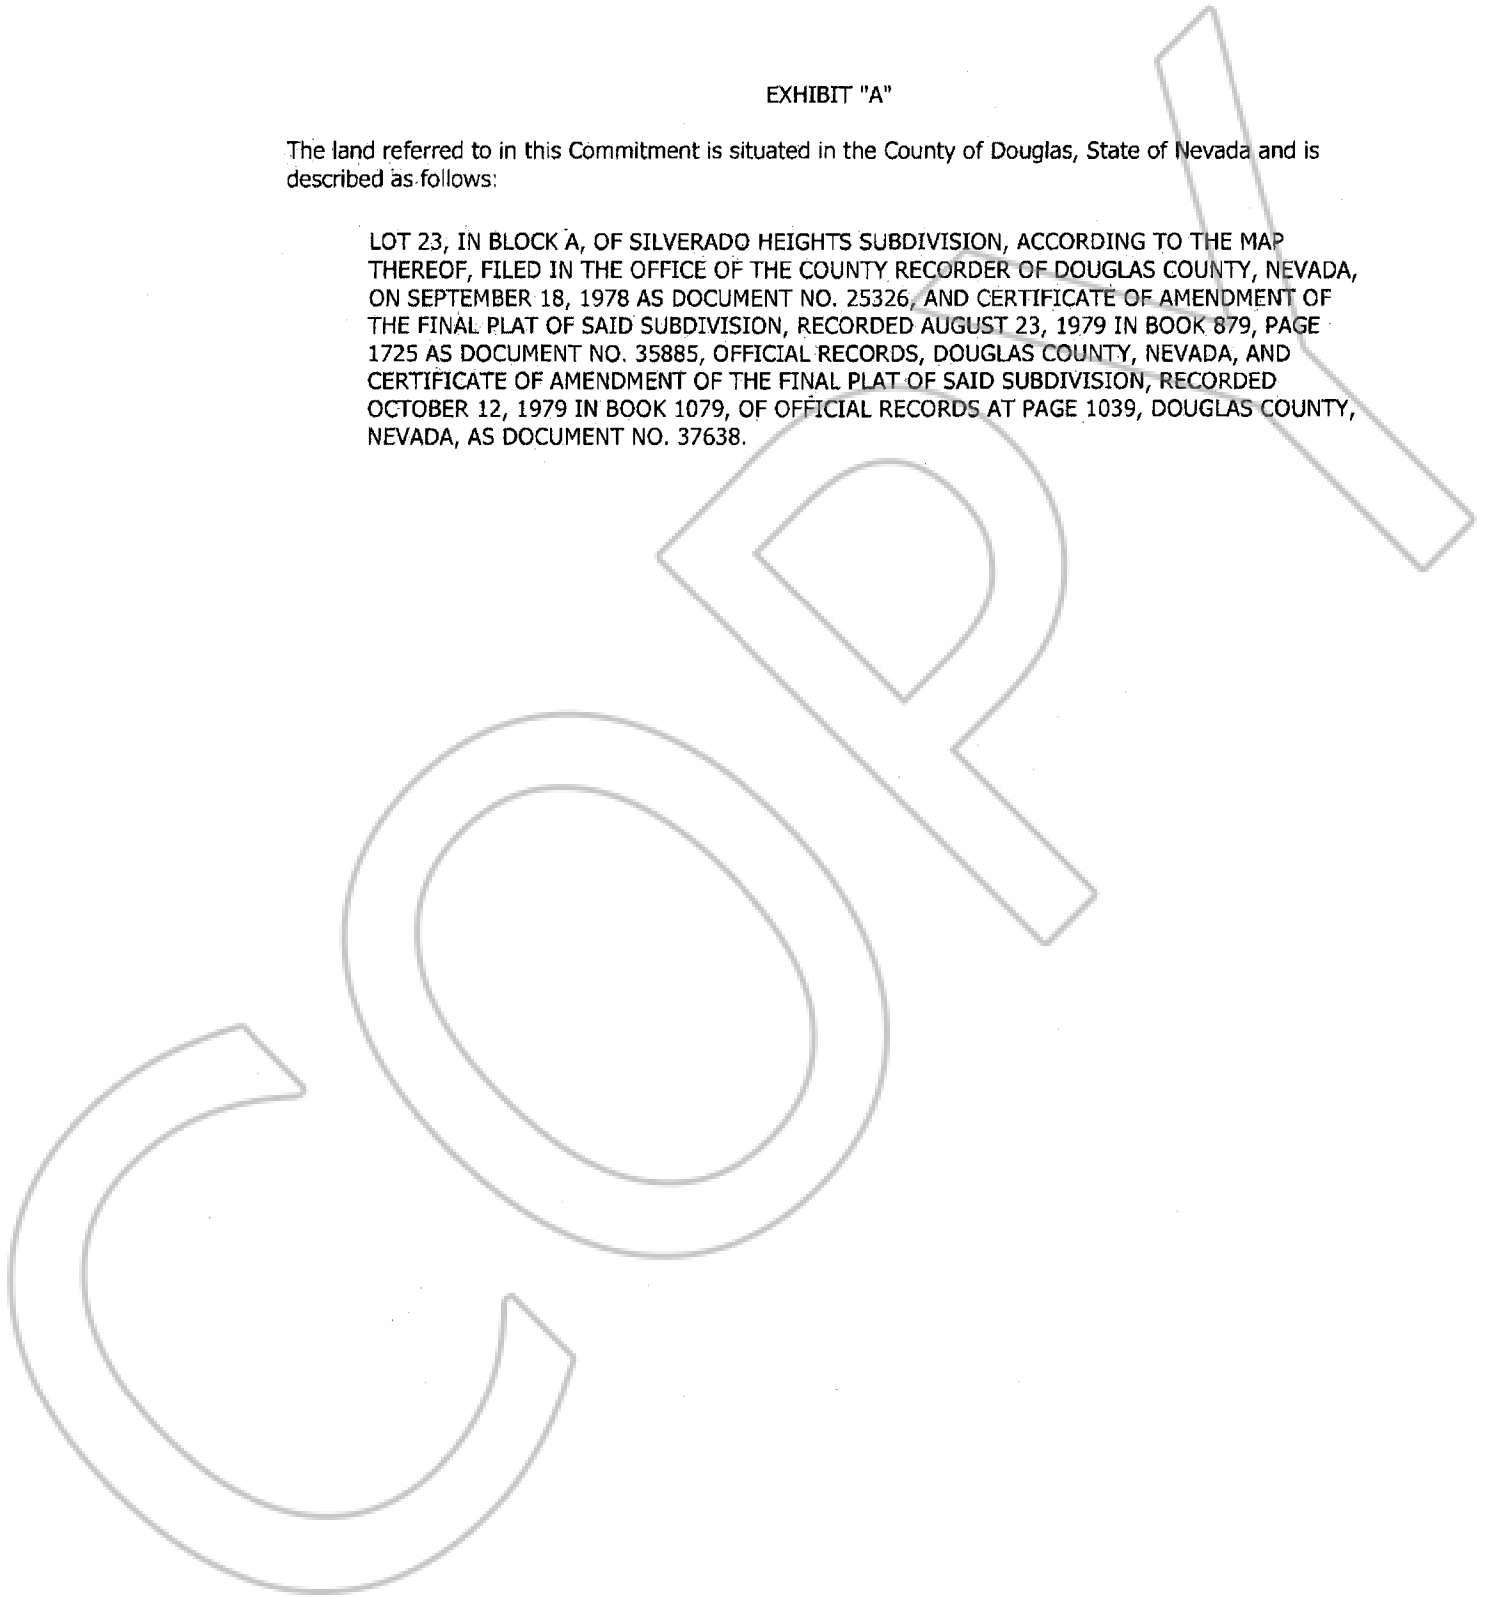 EXHIBIT "A"
The land referred to in this Commitment is situated in the County of Douglas, State of Nevada and is
described as follows:
LOT 23, IN BLOCK A, OF SILVERADO HEIGHTS SUBDIVISION, ACCORDING TO THE MAP
THEREOF, FILED IN THE OFFICE OF THE COUNTY RECORDER OF DOUGLAS COUNTY, NEVADA,
ON SEPTEMBER 18, 1978 AS DOCUMENT NO. 25326, AND CERTIFICATE OF AMENDMENT OF
THE FINAL PLAT OF SAID SUBDIVISION, RECORDED AUGUST 23, 1979 IN BOOK 879, PAGE
1725 AS DOCUMENT NO. 35885, OFFICIAL RECORDS, DOUGLAS COUNTY, NEVADA, AND
CERTIFICATE OF AMENDMENT OF THE FINAL PLAT OF SAID SUBDIVISION, RECORDED
OCTOBER 12, 1979 IN BOOK 1079, OF OFFICIAL RECORDS AT PAGE 1039, DOUGLAS COUNTY,
NEVADA, AS DOCUMENT NO. 37638.
COPY